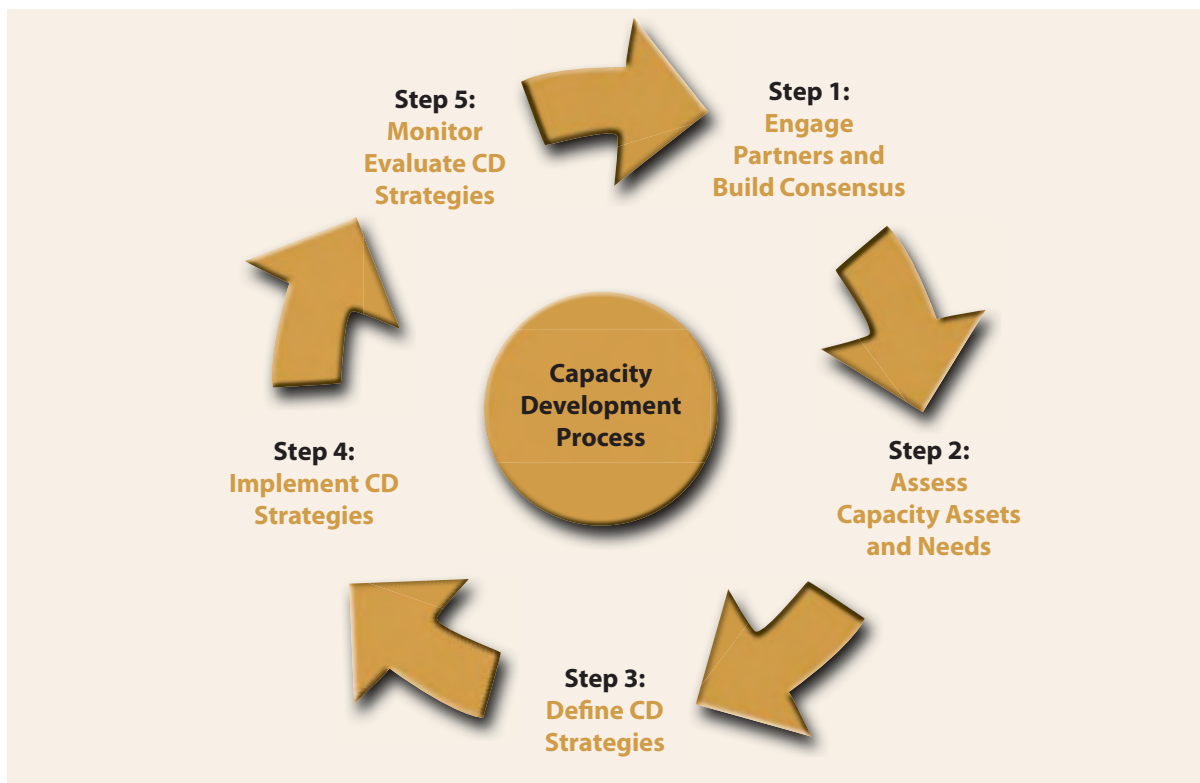 Step 1:
Engage
Partners and
Build Consensus
Step 2:
Assess
Capacity Assets
and Needs
Step 3:
Define CD
Strategies
Step 4:
Implement CD
Strategies
Step 5:
Monitor
Evaluate CD
Strategies
Capacity
Development
Process